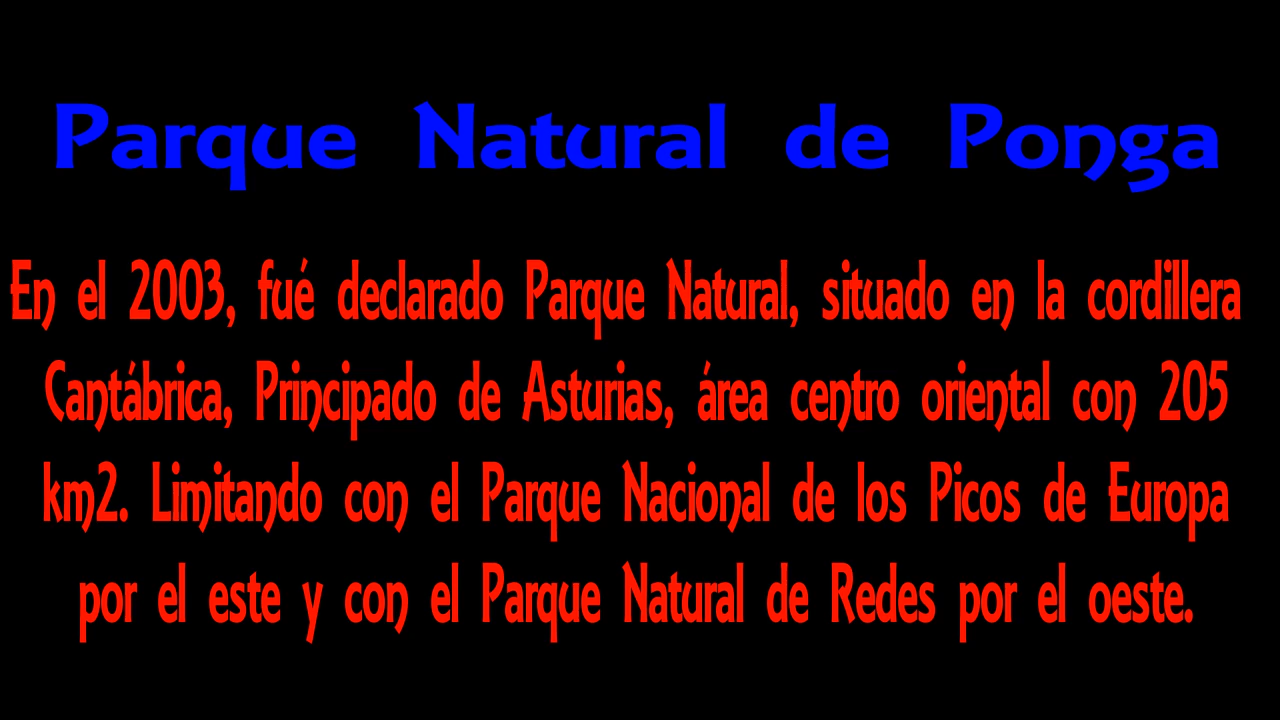 Parque Natural de Ponga
En el 2003, fué declarado Parque Natural, situado en la cordillera
Cantábrica, Principado de Asturias, área centro oriental con 205
km2. Limitando con el Parque Nacional de los Picos de Europa
por el este y con el Parque Natural de Redes por el oeste.